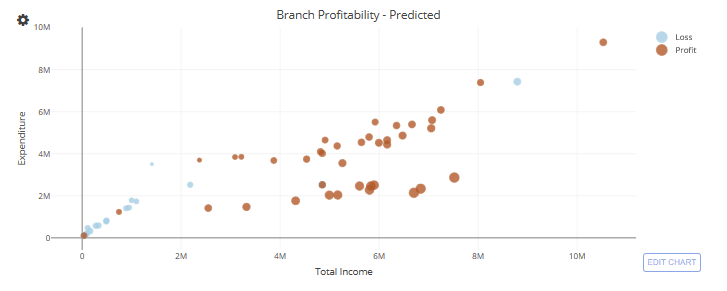 Branch Profitability - Predicted
Loss
Profit
Expenditure
10M
8M
6M
4M
2M
0
0
2M
4M
6M
8M
10M
Total Income
EDIT CHART